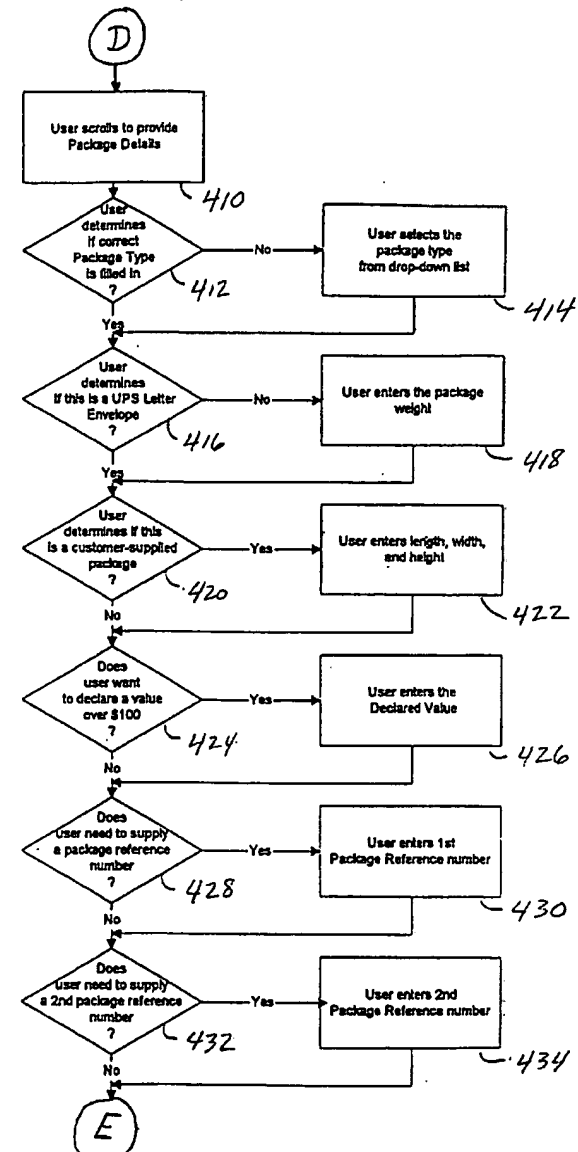 D
User scrolls to provide
Package Details
410
User
determines
if correct
Package Type
is filled in
?
412
No
User selects the
package type
from drop-down list
414
Yes
User
determines
if this is a UPS Letter
Envelope
?
416
No
User enters the package
weight
418
Yes
User
determines if this
is a customer-supplied
package
?
420
Yes
User enters length, width,
and height
422
No
Does
user want
to declare a value
over $100
?
424
Yes
User enters the
Declared Value
426
No
Does
user need to supply
a package reference
number
?
428
Yes
User enters 1st
Package Reference number
430
No
Does
user need to supply
a 2nd package reference
number
?
432
Yes
User enters 2nd
Package Reference number
434
No
E